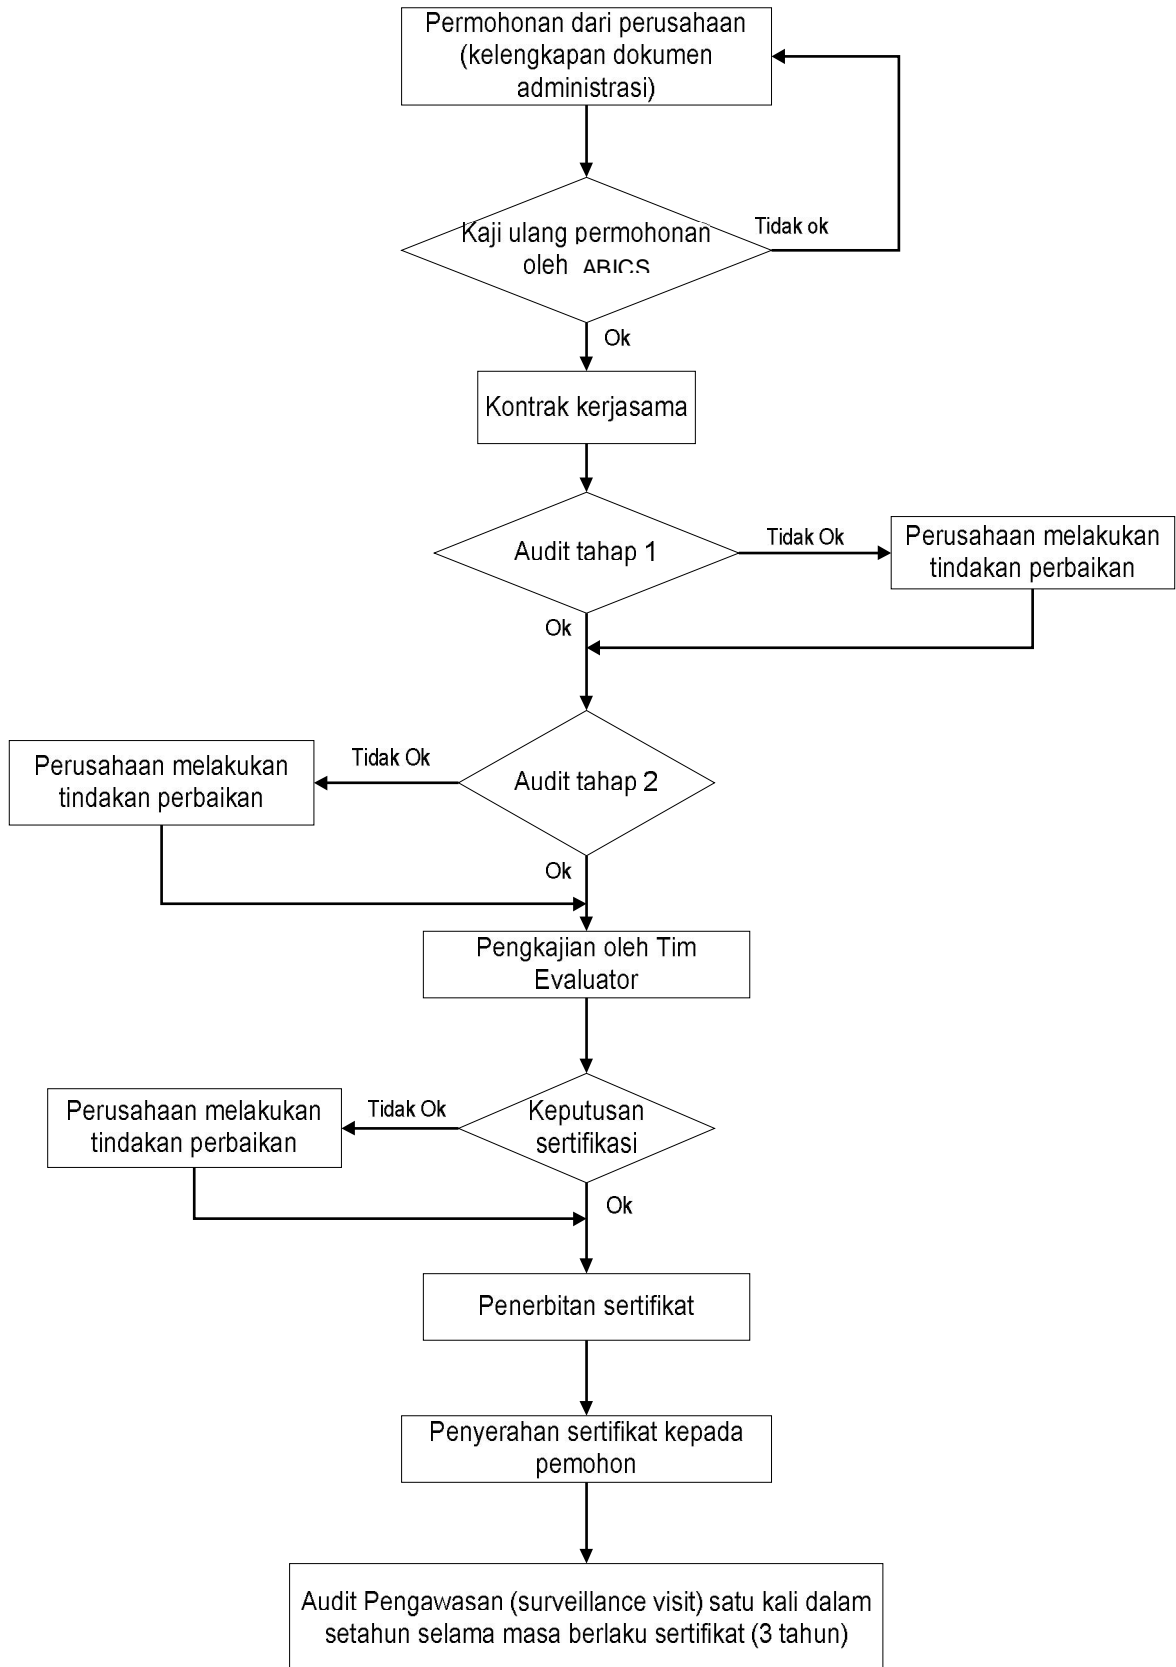 Permohonan dari perusahaan
(kelengkapan dokumen
administrasi)
Kaji ulang permohonan
oleh ABICS
Tidak ok
Ok
Kontrak kerjasama
Audit tahap 1
Tidak Ok
Perusahaan melakukan
tindakan perbaikan
Ok
Audit tahap 2
Tidak Ok
Perusahaan melakukan
tindakan perbaikan
Ok
Pengkajian oleh Tim
Evaluator
Keputusan
sertifikasi
Tidak Ok
Perusahaan melakukan
tindakan perbaikan
Ok
Penerbitan sertifikat
Penyerahan sertifikat kepada
pemohon
Audit Pengawasan (surveillance visit) satu kali dalam
setahun selama masa berlaku sertifikat (3 tahun)